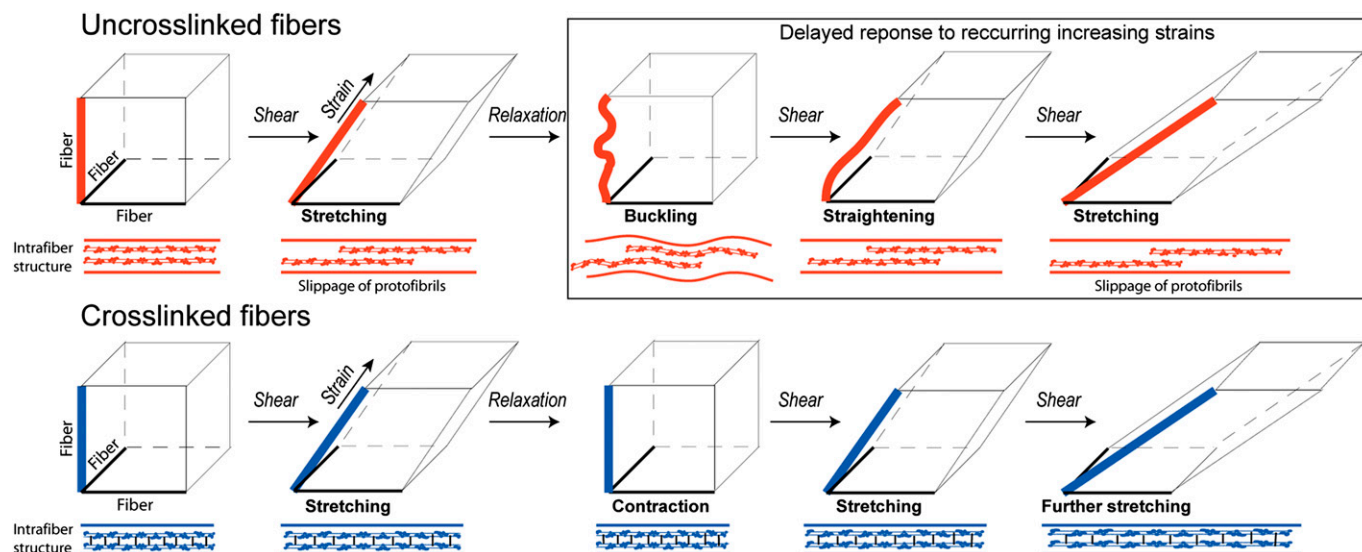 Uncrosslinked fibers
Delayed reponse to reccurring increasing strains
Fiber
Fiber
Fiber
Shear
Strain
Stretching
Relaxation
Buckling
Shear
Straightening
Shear
Stretching
Intrafiber
structure
Slippage of protofibrils
Slippage of protofibrils
Crosslinked fibers
Fiber
Fiber
Fiber
Shear
Strain
Stretching
Relaxation
Contraction
Shear
Stretching
Shear
Further stretching
Intrafiber
structure